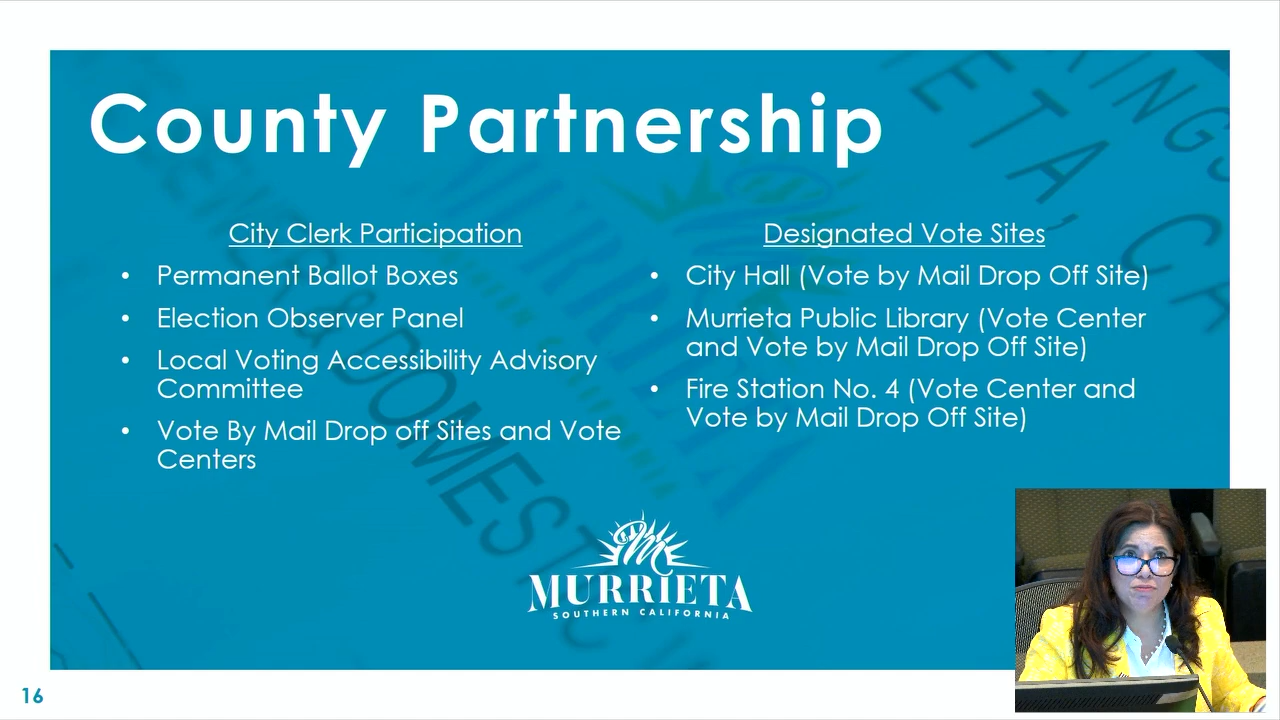 County Partnership
City Clerk Participation
• Permanent Ballot Boxes
• Election Observer Panel
• Local Voting Accessibility Advisory
Committee
• Vote By Mail Drop off Sites and Vote
Centers
Designated Vote Sites
• City Hall (Vote by Mail Drop Off Site)
• Murrieta Public Library (Vote Center
and Vote by Mail Drop Off Site)
• Fire Station No. 4 (Vote Center and
Vote by Mail Drop Off Site)
M
MURRIETA
SOUTHERN CALIFORNIA
16